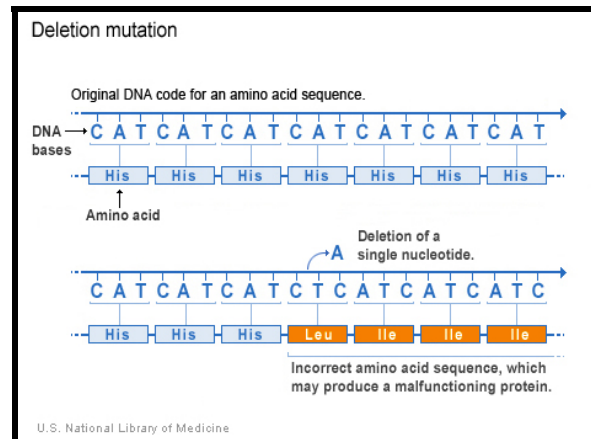 Deletion mutation
Original DNA code for an amino acid sequence.
DNA bases
C A T C A T C A T C A T C A T C A T C A T
His His His His His His His
Amino acid
A
Deletion of a
single nucleotide.
C A T C A T C A T C T C A T C A T C A T C
His His His Leu Ile Ile Ile
Incorrect amino acid sequence, which
may produce a malfunctioning protein.
U.S. National Library of Medicine